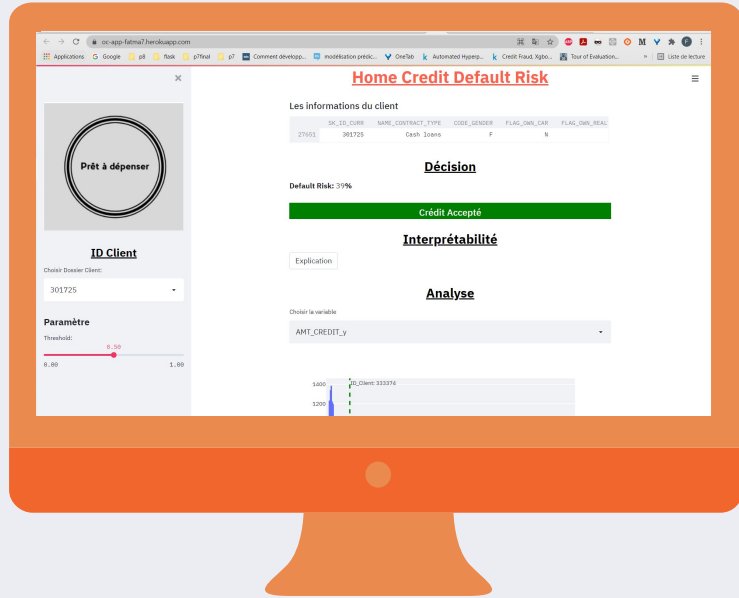 oc-app-fatma7.herokuapp.com
Applications Google p8 flask p7final p7 Comment développ... modélisation prédic... OneTab Automated Hyperp... Credit Fraud, Xgbo... Tour of Evaluation... » Liste de lecture
Prêt à dépenser
ID Client
Choisir Dossier Client:
301725
Paramètre
Threshold:
0.50
0.00 1.00
Home Credit Default Risk
Les informations du client
SK_ID_CURR NAME_CONTRACT_TYPE CODE_GENDER FLAG_OWN_CAR FLAG_OWN_REAL
27651 301725 Cash loans F N
Décision
Default Risk: 39%
Crédit Accepté
Interprétabilité
Explication
Analyse
Choisir la variable
AMT_CREDIT_y
1400 ID_Client: 333374
1200